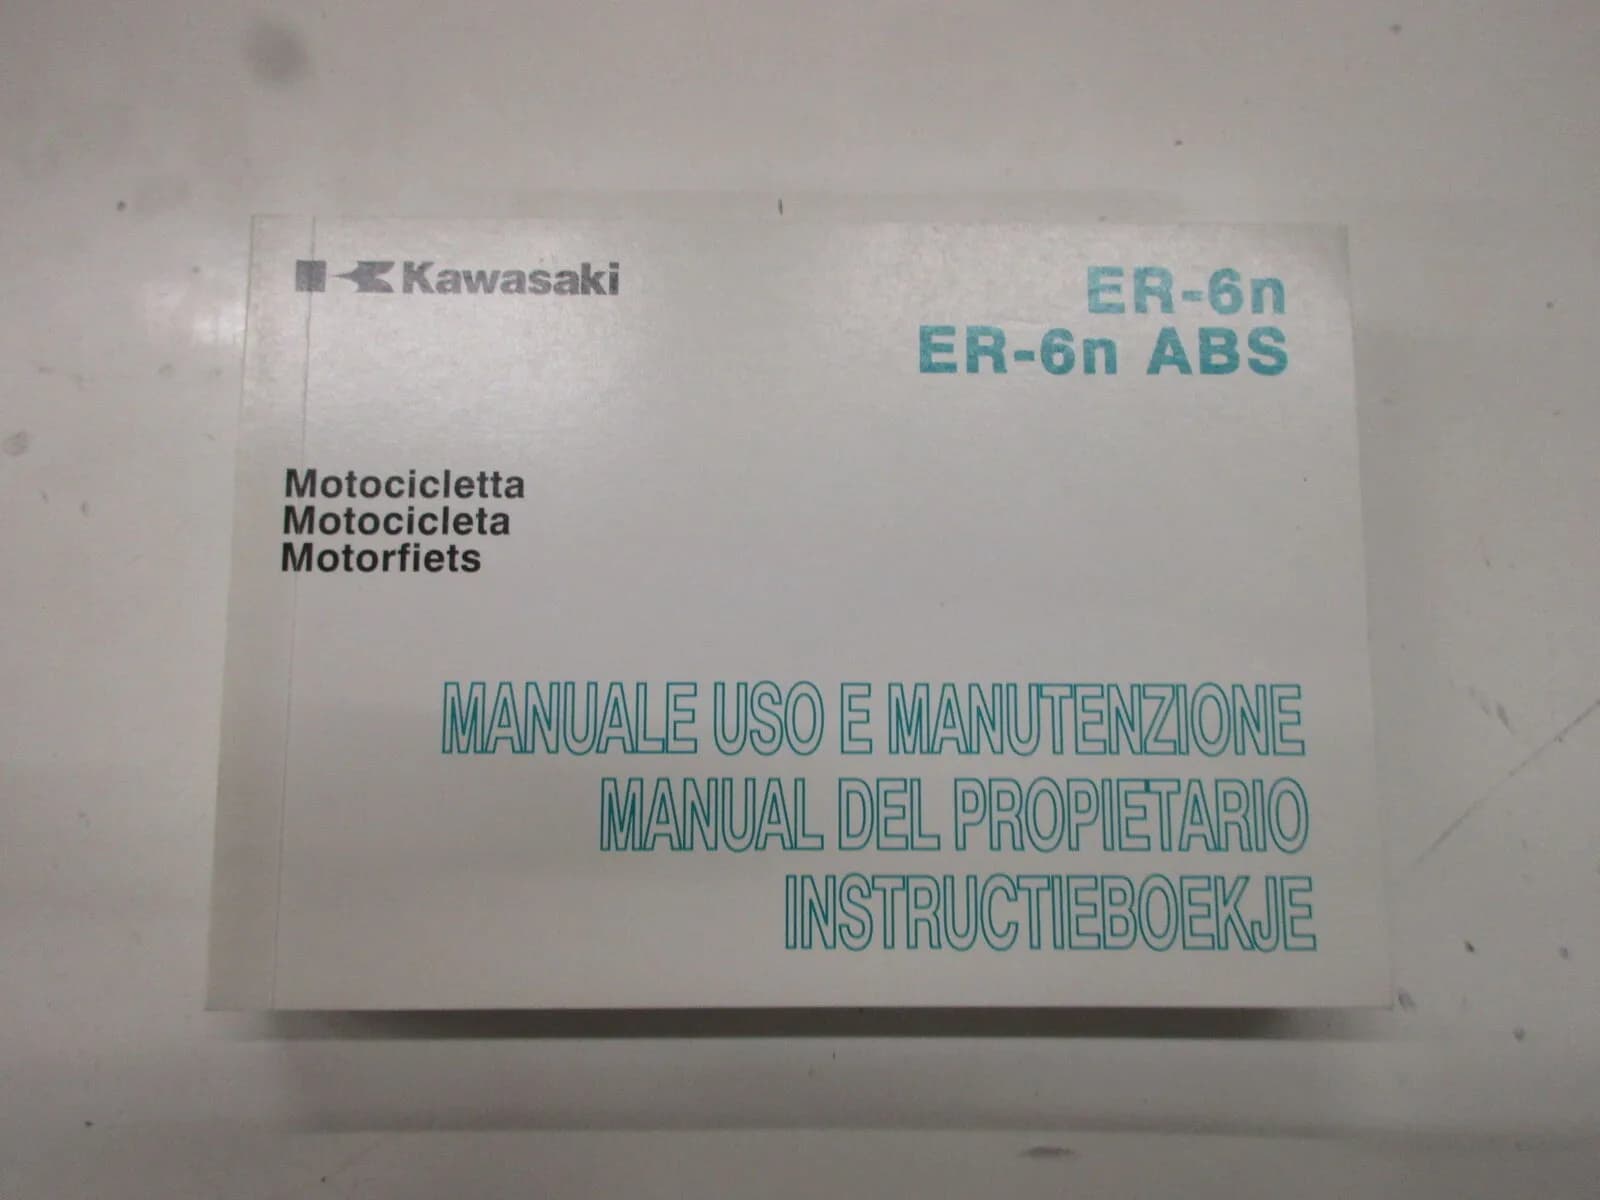 Kawasaki
ER-6n
ER-6n ABS
Motocicletta
Motocicleta
Motorfiets
MANUALE USO E MANUTENZIONE
MANUAL DEL PROPIETARIO
INSTRUCTIEBOEKJE